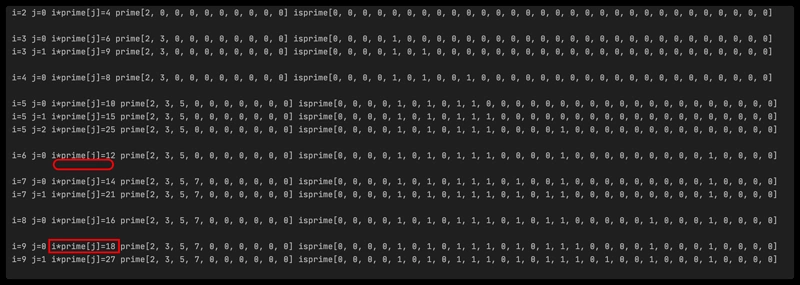 i=2 j=0 i*prime[j]=4 prime[2, 0, 0, 0, 0, 0, 0, 0, 0, 0] isprime[0, 0, 0, 0, 0, 0, 0, 0, 0, 0, 0, 0, 0, 0, 0, 0, 0, 0, 0, 0, 0, 0, 0, 0, 0, 0, 0, 0, 0, 0]
i=3 j=0 i*prime[j]=6 prime[2, 3, 0, 0, 0, 0, 0, 0, 0, 0] isprime[0, 0, 0, 0, 1, 0, 0, 0, 0, 0, 0, 0, 0, 0, 0, 0, 0, 0, 0, 0, 0, 0, 0, 0, 0, 0, 0, 0, 0, 0]
i=3 j=1 i*prime[j]=9 prime[2, 3, 0, 0, 0, 0, 0, 0, 0, 0] isprime[0, 0, 0, 0, 1, 0, 1, 0, 0, 0, 0, 0, 0, 0, 0, 0, 0, 0, 0, 0, 0, 0, 0, 0, 0, 0, 0, 0, 0, 0]
i=4 j=0 i*prime[j]=8 prime[2, 3, 0, 0, 0, 0, 0, 0, 0, 0] isprime[0, 0, 0, 0, 1, 0, 1, 0, 0, 1, 0, 0, 0, 0, 0, 0, 0, 0, 0, 0, 0, 0, 0, 0, 0, 0, 0, 0, 0, 0]
i=5 j=0 i*prime[j]=10 prime[2, 3, 5, 0, 0, 0, 0, 0, 0, 0] isprime[0, 0, 0, 0, 1, 0, 1, 0, 1, 1, 0, 0, 0, 0, 0, 0, 0, 0, 0, 0, 0, 0, 0, 0, 0, 0, 0, 0, 0, 0]
i=5 j=1 i*prime[j]=15 prime[2, 3, 5, 0, 0, 0, 0, 0, 0, 0] isprime[0, 0, 0, 0, 1, 0, 1, 0, 1, 1, 1, 0, 0, 0, 0, 0, 0, 0, 0, 0, 0, 0, 0, 0, 0, 0, 0, 0, 0, 0]
i=5 j=2 i*prime[j]=25 prime[2, 3, 5, 0, 0, 0, 0, 0, 0, 0] isprime[0, 0, 0, 0, 1, 0, 1, 0, 1, 1, 1, 0, 0, 0, 0, 1, 0, 0, 0, 0, 0, 0, 0, 0, 0, 0, 0, 0, 0, 0]
i=6 j=0 i*prime[j]=12 prime[2, 3, 5, 0, 0, 0, 0, 0, 0, 0] isprime[0, 0, 0, 0, 1, 0, 1, 0, 1, 1, 1, 0, 0, 0, 0, 1, 0, 0, 0, 0, 0, 0, 0, 0, 0, 1, 0, 0, 0, 0]
i=7 j=0 i*prime[j]=14 prime[2, 3, 5, 7, 0, 0, 0, 0, 0, 0] isprime[0, 0, 0, 0, 1, 0, 1, 0, 1, 1, 1, 0, 1, 0, 0, 1, 0, 0, 0, 0, 0, 0, 0, 0, 0, 1, 0, 0, 0, 0]
i=7 j=1 i*prime[j]=21 prime[2, 3, 5, 7, 0, 0, 0, 0, 0, 0] isprime[0, 0, 0, 0, 1, 0, 1, 0, 1, 1, 1, 0, 1, 0, 1, 1, 0, 0, 0, 0, 0, 0, 0, 0, 0, 1, 0, 0, 0, 0]
i=8 j=0 i*prime[j]=16 prime[2, 3, 5, 7, 0, 0, 0, 0, 0, 0] isprime[0, 0, 0, 0, 1, 0, 1, 0, 1, 1, 1, 0, 1, 0, 1, 1, 0, 0, 0, 0, 0, 1, 0, 0, 0, 1, 0, 0, 0, 0]
i=9 j=0 i*prime[j]=18 prime[2, 3, 5, 7, 0, 0, 0, 0, 0, 0] isprime[0, 0, 0, 0, 1, 0, 1, 0, 1, 1, 1, 0, 1, 0, 1, 1, 1, 0, 0, 0, 0, 1, 0, 0, 0, 1, 0, 0, 0, 0]
i=9 j=1 i*prime[j]=27 prime[2, 3, 5, 7, 0, 0, 0, 0, 0, 0] isprime[0, 0, 0, 0, 1, 0, 1, 0, 1, 1, 1, 0, 1, 0, 1, 1, 1, 0, 1, 0, 0, 1, 0, 0, 0, 1, 0, 0, 0, 0]